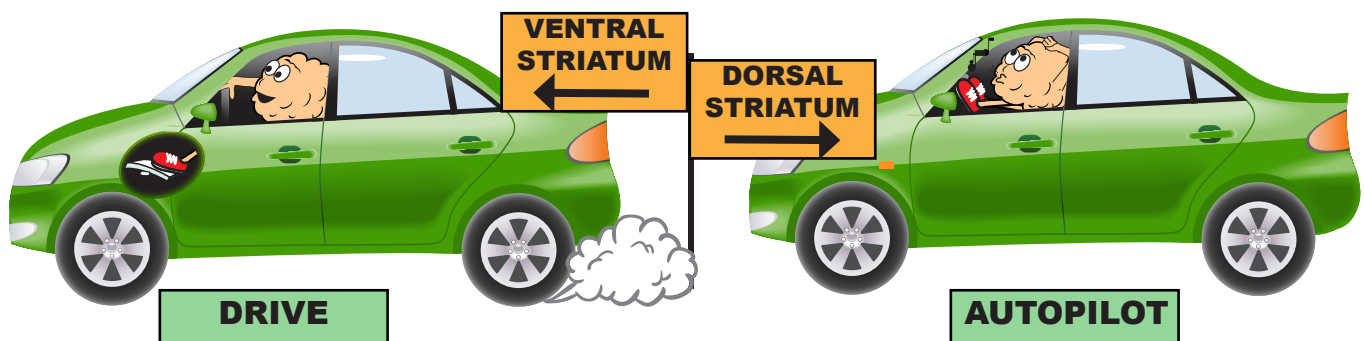 VENTRAL
STRIATUM
DORSAL
STRIATUM
DRIVE
AUTOPILOT